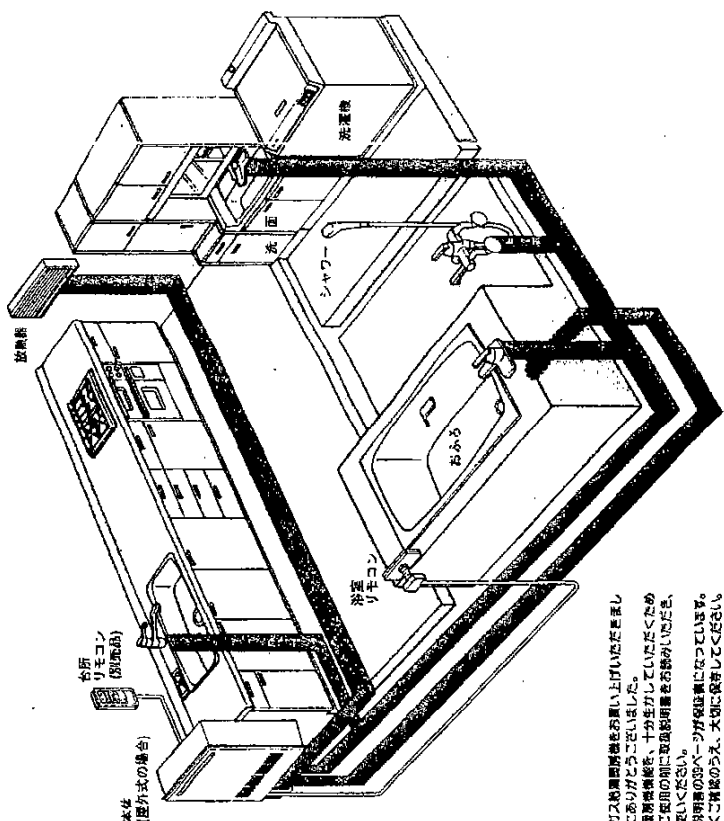 放熱器
台所
リモコン
(別売品)
本体
(屋外式の場合)
洗面
洗濯機
シャワー
おふろ
浴室
リモコン
ガス給湯暖房機をお買い上げいただきまし
にありがとうございました。
暖房機機能を、十分生かしていただくため
ご使用の前に取扱説明書をお読みいただき、
使いください。
説明書の39ページが保証書になっています。
くご確認のうえ、大切に保存してください。